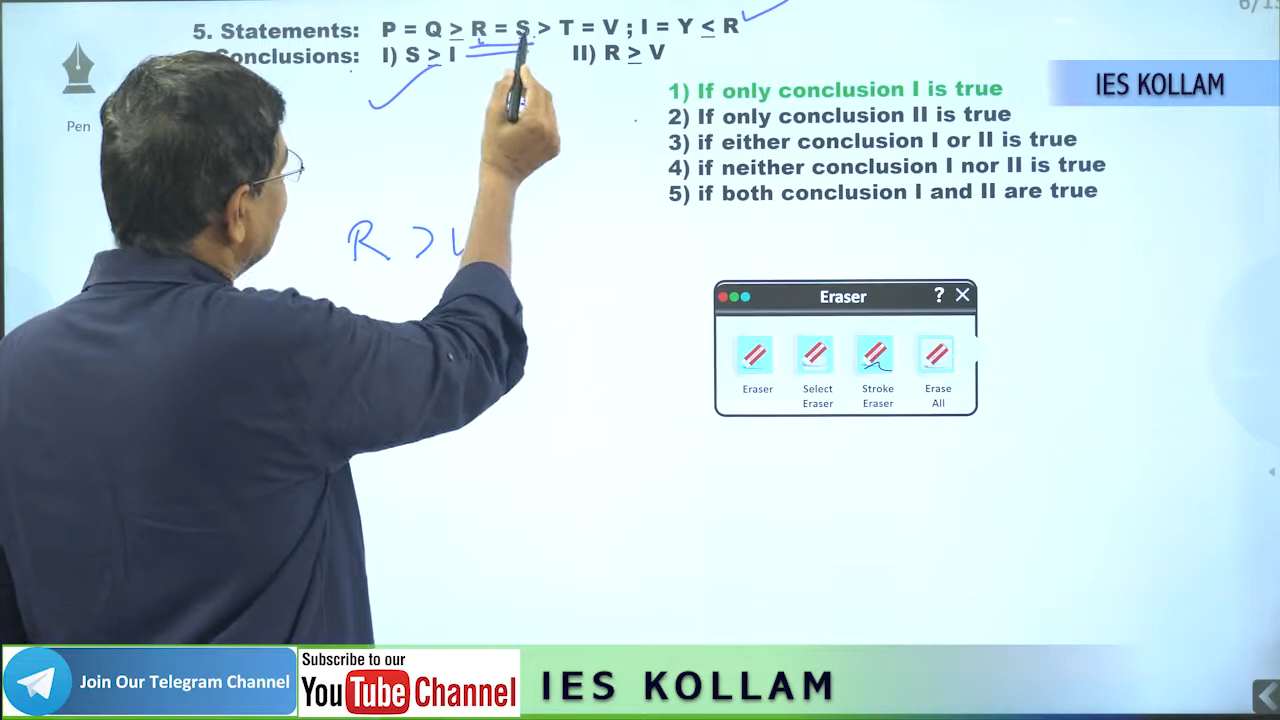 6/15
5. Statements: P = Q ≥ R = S > T = V ; I = Y ≤ R
onclusions: I) S ≥ I II) R ≥ V
IES KOLLAM
Pen
1) If only conclusion I is true
2) If only conclusion II is true
3) if either conclusion I or II is true
4) if neither conclusion I nor II is true
5) if both conclusion I and II are true
R >
Eraser ? X
Eraser
Select Eraser
Stroke Eraser
Erase All
Join Our Telegram Channel
Subscribe to our
YouTube Channel
IES KOLLAM